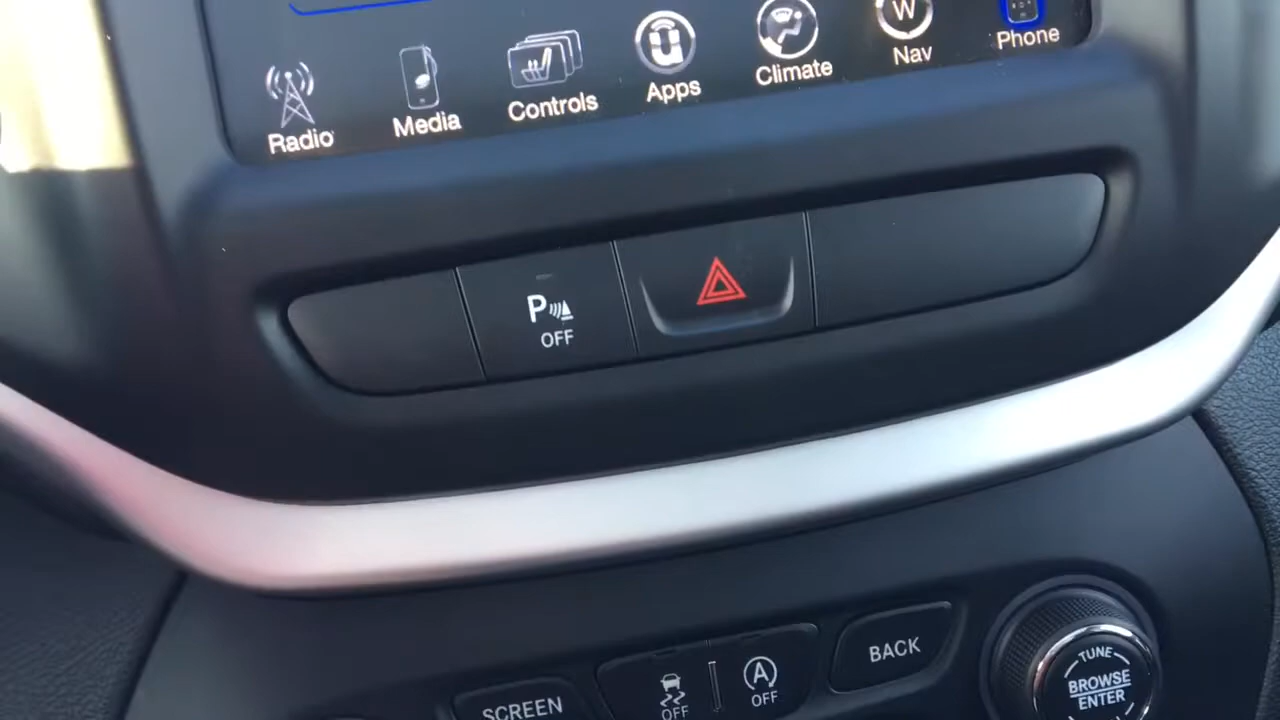 Radio
Media
Controls
Apps
Climate
W
Nav
Phone
P
OFF
SCREEN
OFF
A
OFF
BACK
TUNE
BROWSE
ENTER